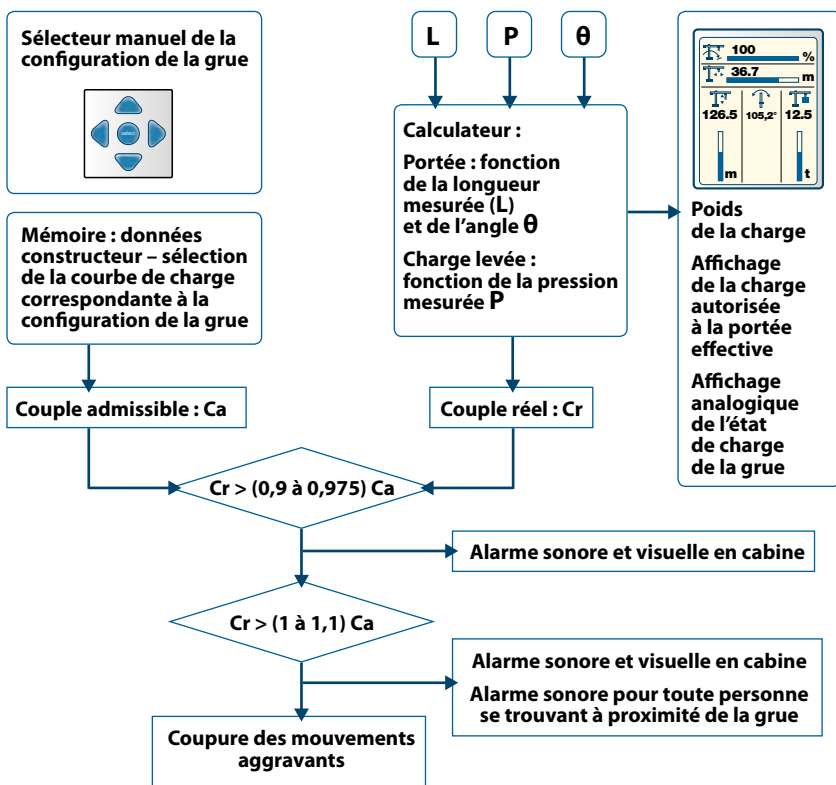 Sélecteur manuel de la
configuration de la grue
Mémoire : données
constructeur – sélection
de la courbe de charge
correspondante à la
configuration de la grue
L
P
θ
Calculateur :
Portée : fonction
de la longueur
mesurée (L)
et de l'angle θ
Charge levée :
fonction de la pression
mesurée P
100 %
36.7 m
126.5 105,2° 12.5
m t
Poids
de la charge
Affichage
de la charge
autorisée
à la portée
effective
Affichage
analogique
de l'état
de charge
de la grue
Couple admissible : Ca
Couple réel : Cr
Cr > (0,9 à 0,975) Ca
Alarme sonore et visuelle en cabine
Cr > (1 à 1,1) Ca
Alarme sonore et visuelle en cabine
Alarme sonore pour toute personne
se trouvant à proximité de la grue
Coupure des mouvements
aggravants